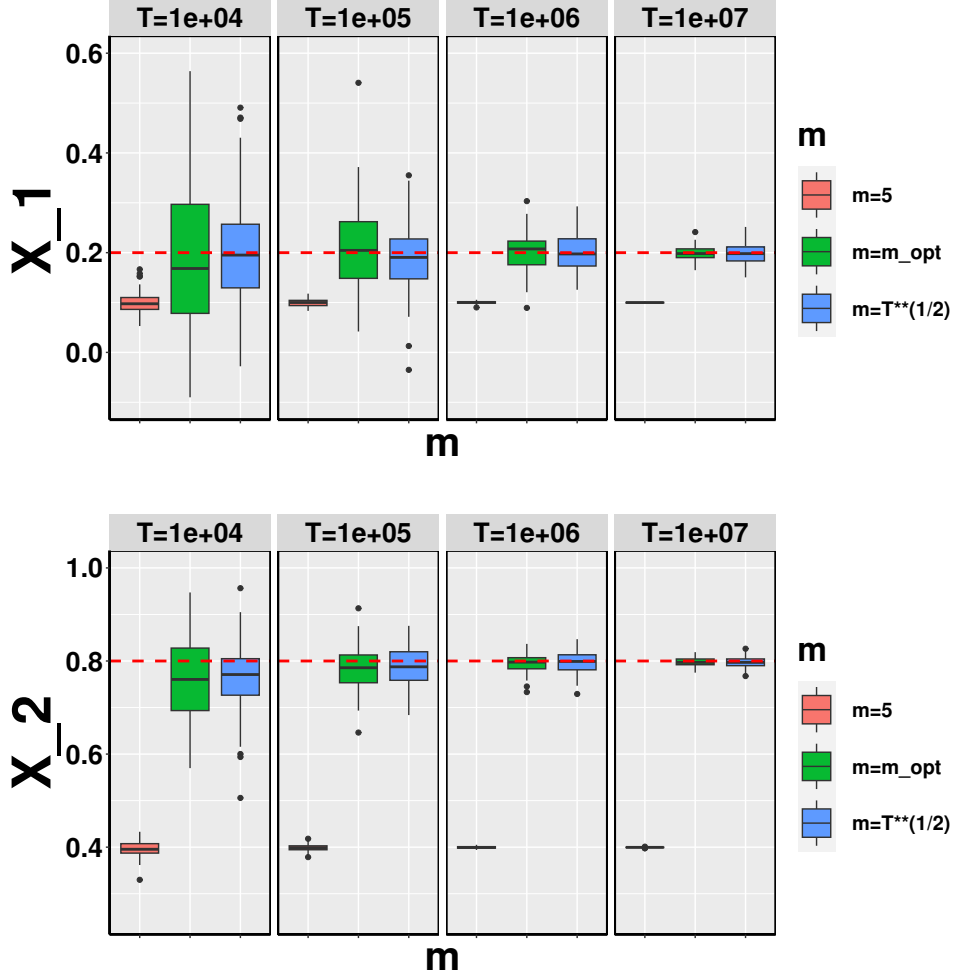 T=1e+04 T=1e+05 T=1e+06 T=1e+07
0.6
0.4
0.2
0.0
X_1
m
m
m=5
m=m_opt
m=T**(1/2)
T=1e+04 T=1e+05 T=1e+06 T=1e+07
1.0
0.8
0.6
0.4
X_2
m
m
m=5
m=m_opt
m=T**(1/2)